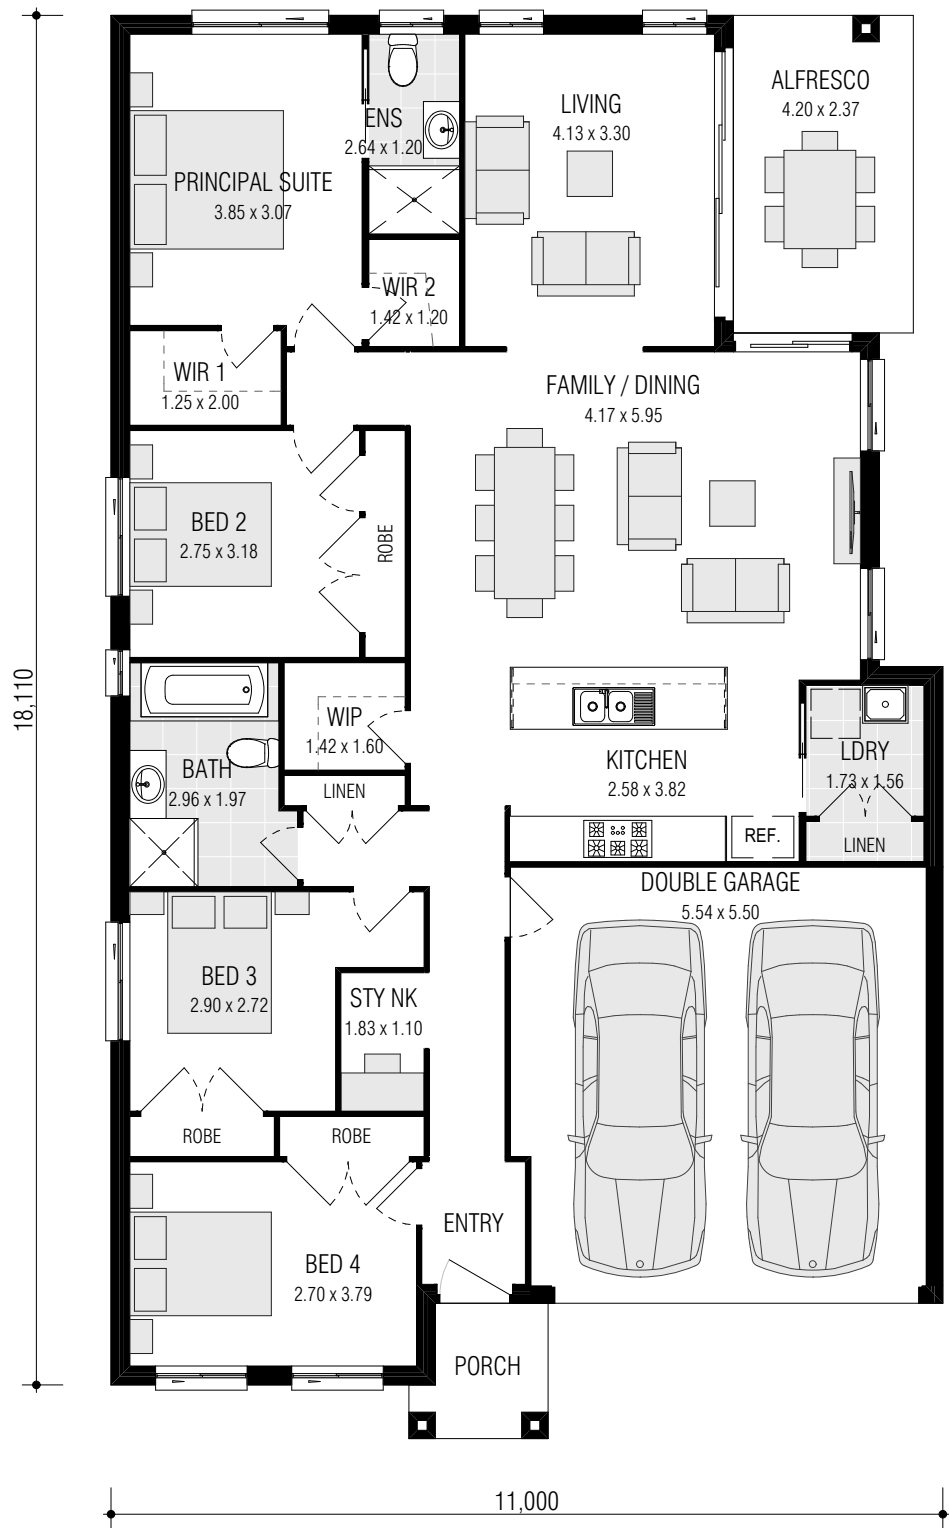 ALFRESCO
4.20 x 2.37
LIVING
4.13 x 3.30
ENS
2.64 x 1.20
PRINCIPAL SUITE
3.85 x 3.07
WIR 2
1.42 x 1.20
WIR 1
1.25 x 2.00
FAMILY / DINING
4.17 x 5.95
BED 2
2.75 x 3.18
ROBE
18,110
WIP
1.42 x 1.60
BATH
2.96 x 1.97
LINEN
KITCHEN
2.58 x 3.82
LDRY
1.73 x 1.56
REF.
LINEN
DOUBLE GARAGE
5.54 x 5.50
BED 3
2.90 x 2.72
STY NK
1.83 x 1.10
ROBE
ROBE
ENTRY
BED 4
2.70 x 3.79
PORCH
11,000